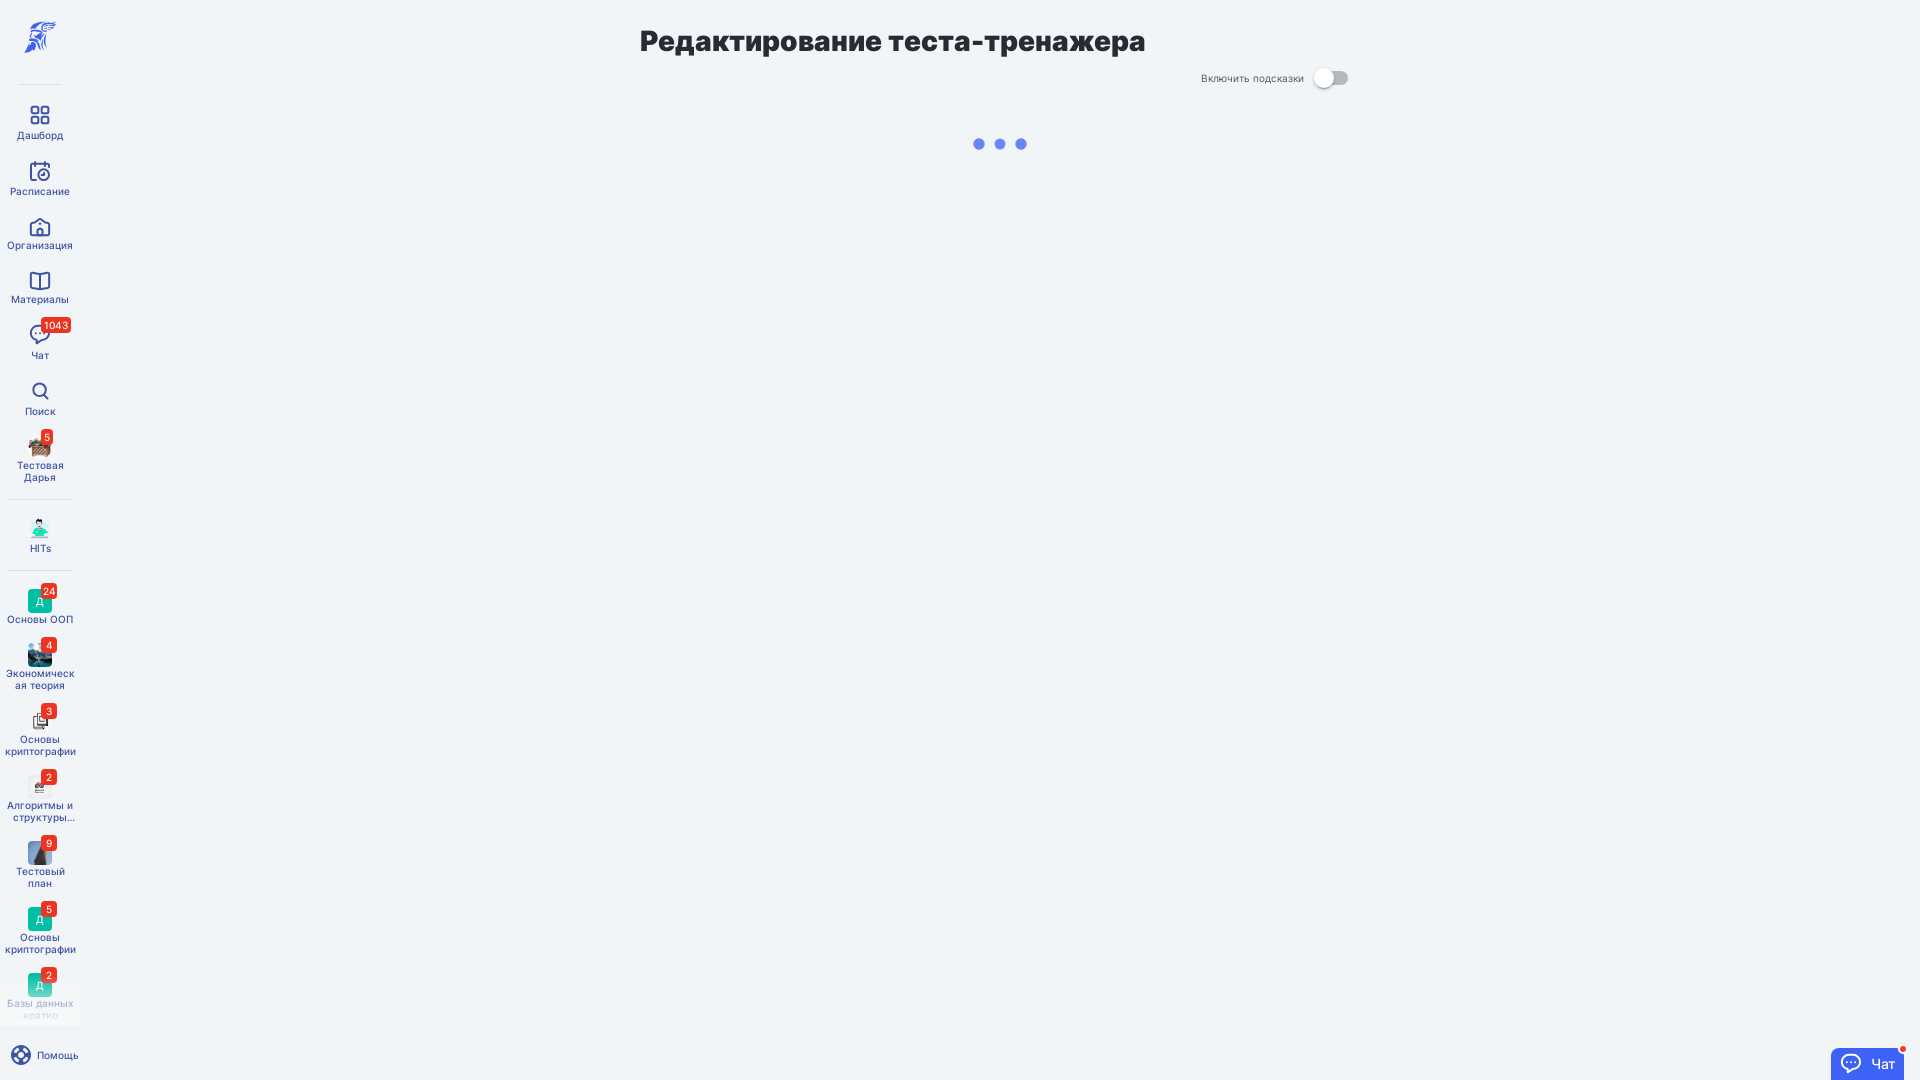 Редактирование теста-тренажера
Включить подсказки
Дашборд
Расписание
Организация
Материалы
1043
Чат
Поиск
5
Тестовая
Дарья
HITs
24
Д
Основы ООП
4
Экономическ
ая теория
3
Основы
криптографии
2
Алгоритмы и
структуры...
9
Тестовый
план
5
Д
Основы
криптографии
2
Д
Базы данных
кратко
Помощь
Чат